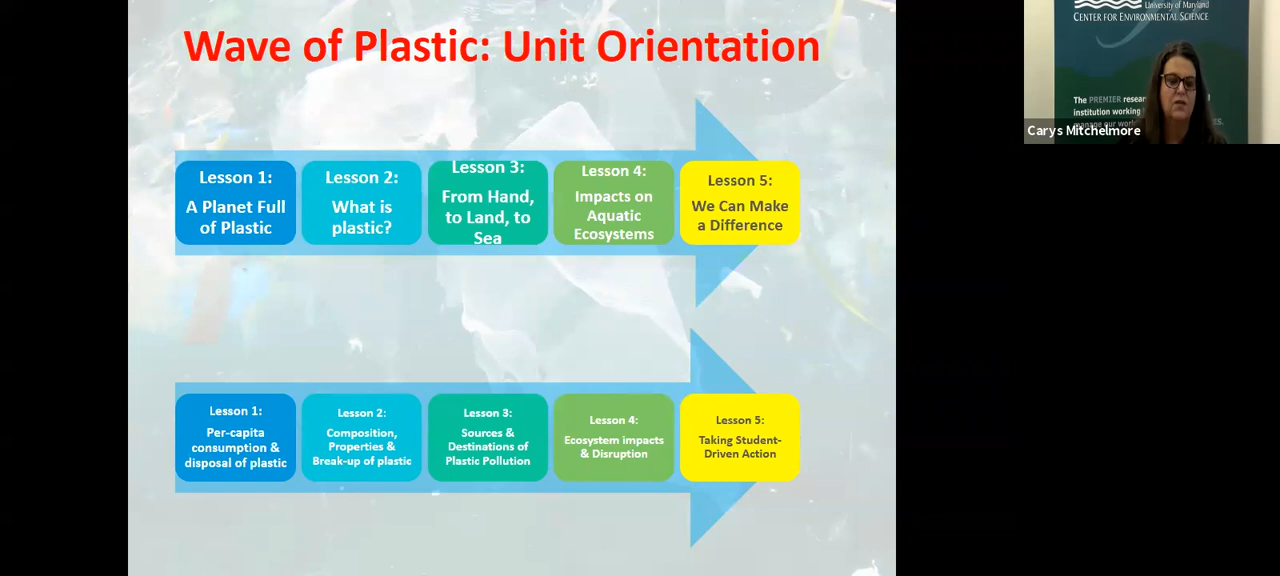 Wave of Plastic: Unit Orientation
Lesson 1:
A Planet Full
of Plastic
Lesson 2:
What is
plastic?
Lesson 3:
From Hand,
to Land, to
Sea
Lesson 4:
Impacts on
Aquatic
Ecosystems
Lesson 5:
We Can Make
a Difference
Lesson 1:
Per-capita
consumption &
disposal of plastic
Lesson 2:
Composition,
Properties &
Break-up of plastic
Lesson 3:
Sources &
Destinations of
Plastic Pollution
Lesson 4:
Ecosystem impacts
& Disruption
Lesson 5:
Taking Student-
Driven Action
University of Maryland
CENTER FOR ENVIRONMENTAL SCIENCE
The PREMIER
institution working
Carys Mitchelmore